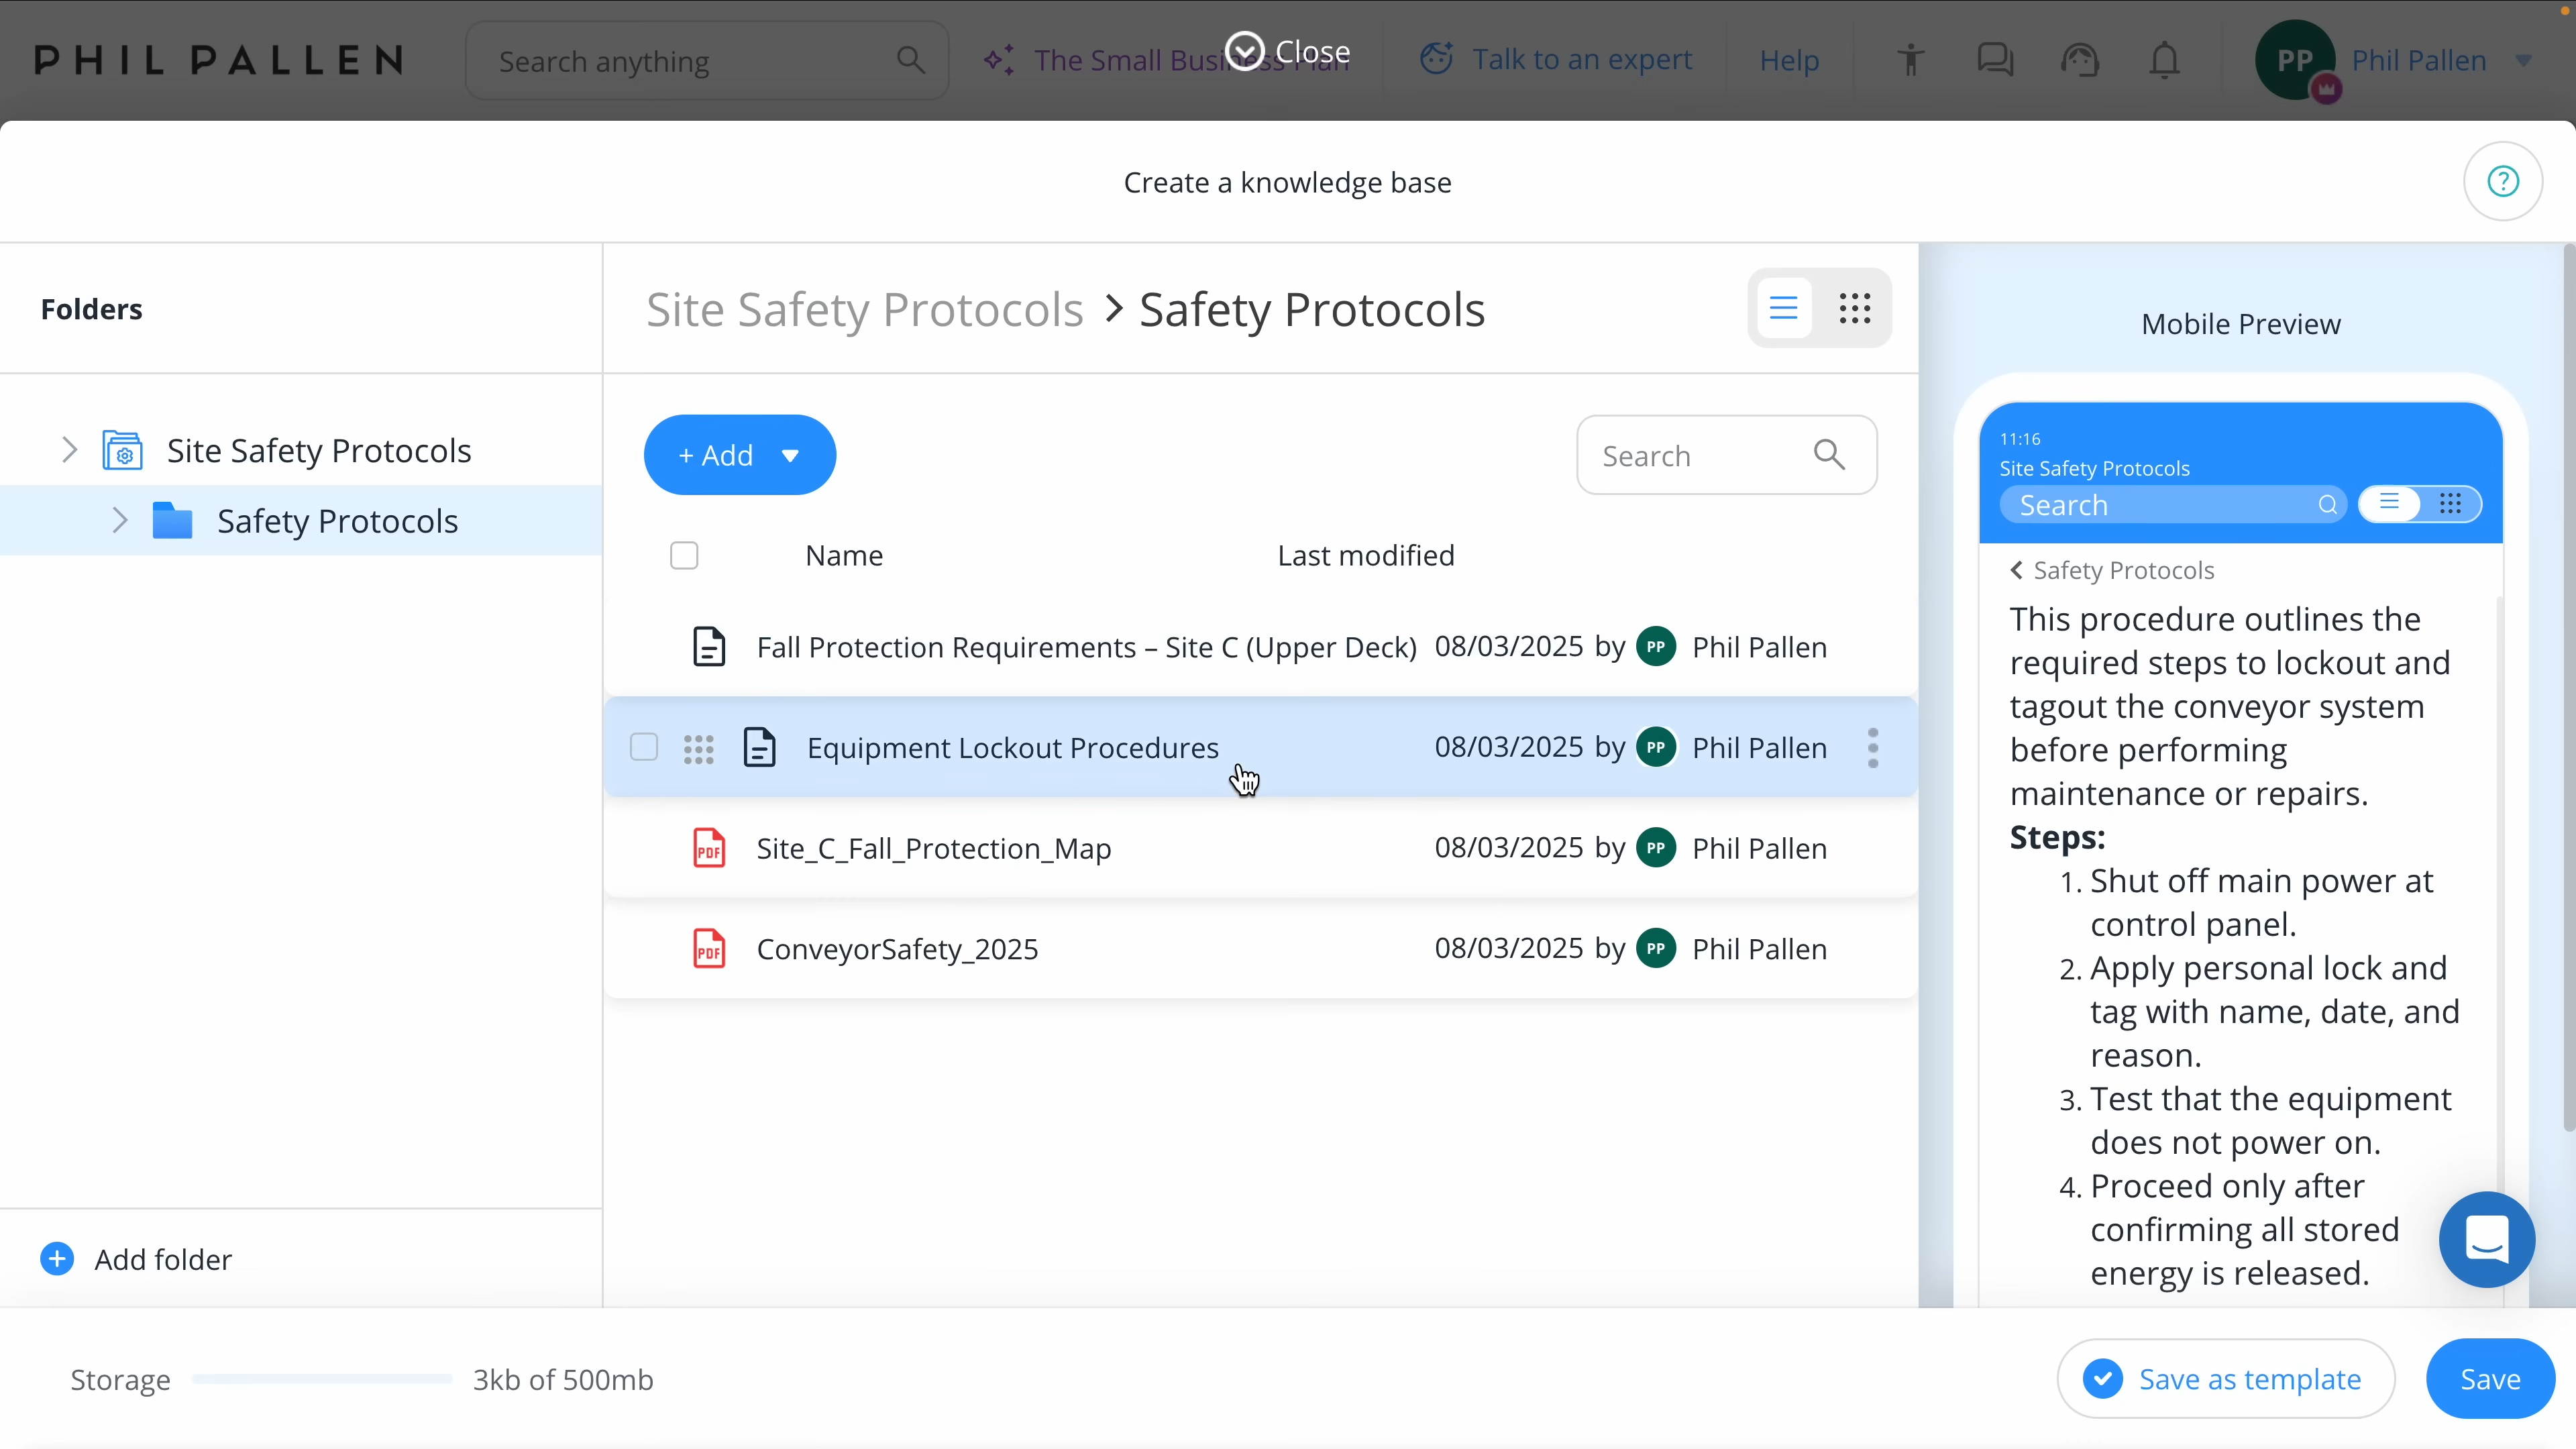 PHIL PALLEN
Search anything
The Small Business Plan
Close
Talk to an expert
Help
PP
Phil Pallen
Create a knowledge base
?
Folders
Site Safety Protocols
Safety Protocols
Add folder
Site Safety Protocols > Safety Protocols
+ Add
Search
Name
Last modified
Fall Protection Requirements – Site C (Upper Deck) 08/03/2025 by PP Phil Pallen
Equipment Lockout Procedures 08/03/2025 by PP Phil Pallen
PDF Site_C_Fall_Protection_Map 08/03/2025 by PP Phil Pallen
PDF ConveyorSafety_2025 08/03/2025 by PP Phil Pallen
Mobile Preview
11:16
Site Safety Protocols
Search
Safety Protocols
This procedure outlines the
required steps to lockout and
tagout the conveyor system
before performing
maintenance or repairs.
Steps:
1. Shut off main power at
control panel.
2. Apply personal lock and
tag with name, date, and
reason.
3. Test that the equipment
does not power on.
4. Proceed only after
confirming all stored
energy is released.
Storage
3kb of 500mb
Save as template
Save